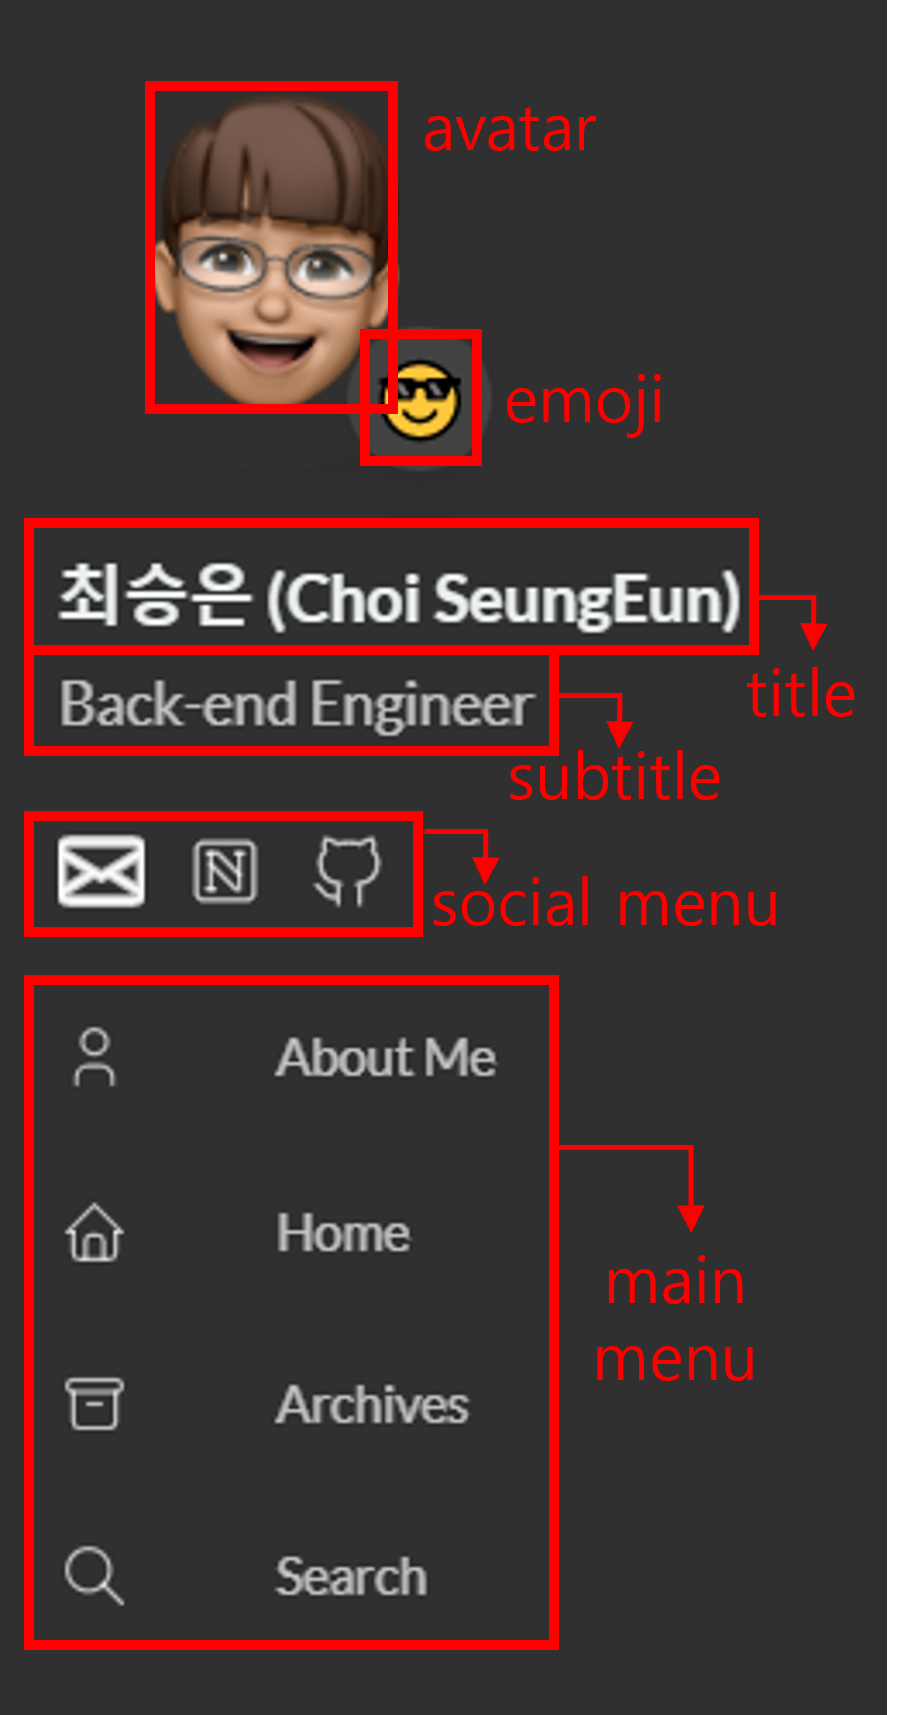 avatar
emoji
최승은 (Choi SeungEun)
title
Back-end Engineer
subtitle
N
social menu
About Me
Home
main
menu
Archives
Search